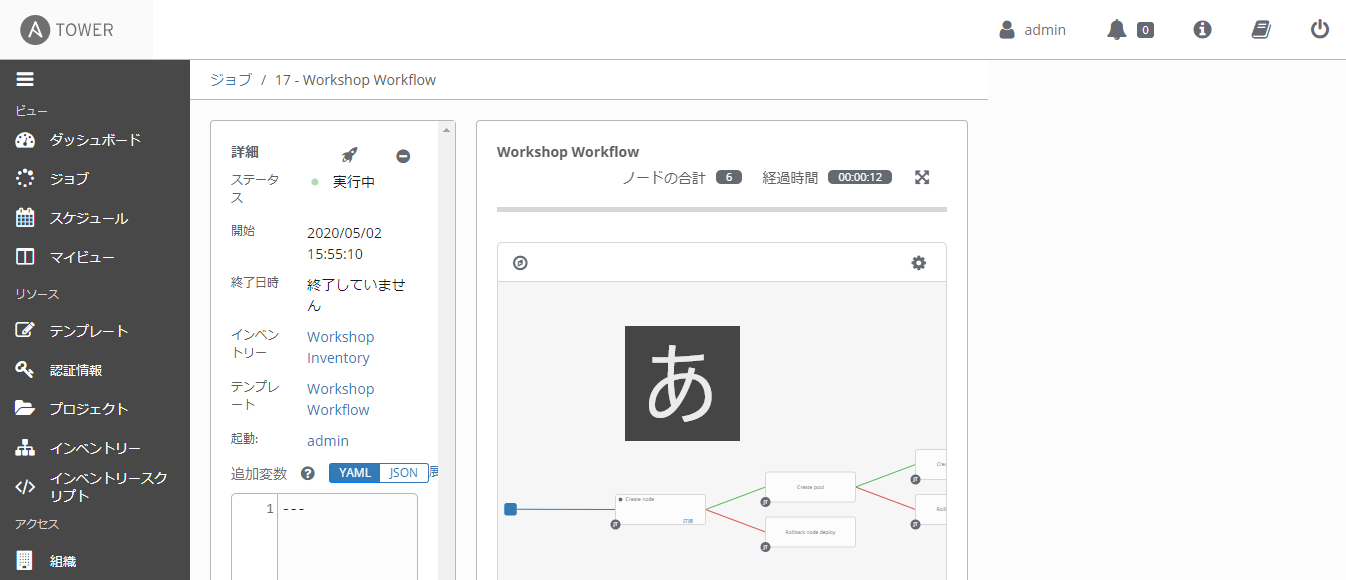 TOWER
admin
0
ジョブ / 17 - Workshop Workflow
ビュー
ダッシュボード
ジョブ
スケジュール
マイビュー
リソース
テンプレート
認証情報
プロジェクト
インベントリー
インベントリースク
リプト
アクセス
組織
詳細
ステータ
ス
実行中
開始
2020/05/02
15:55:10
終了日時
終了していませ
ん
インベン
トリー
Workshop
Inventory
テンプレ
ート
Workshop
Workflow
起動:
admin
追加変数
YAML
JSON
展
1
---
Workshop Workflow
ノードの合計 6 経過時間 00:00:12
あ
Create node
詳細
Create pool
Rollback node deploy